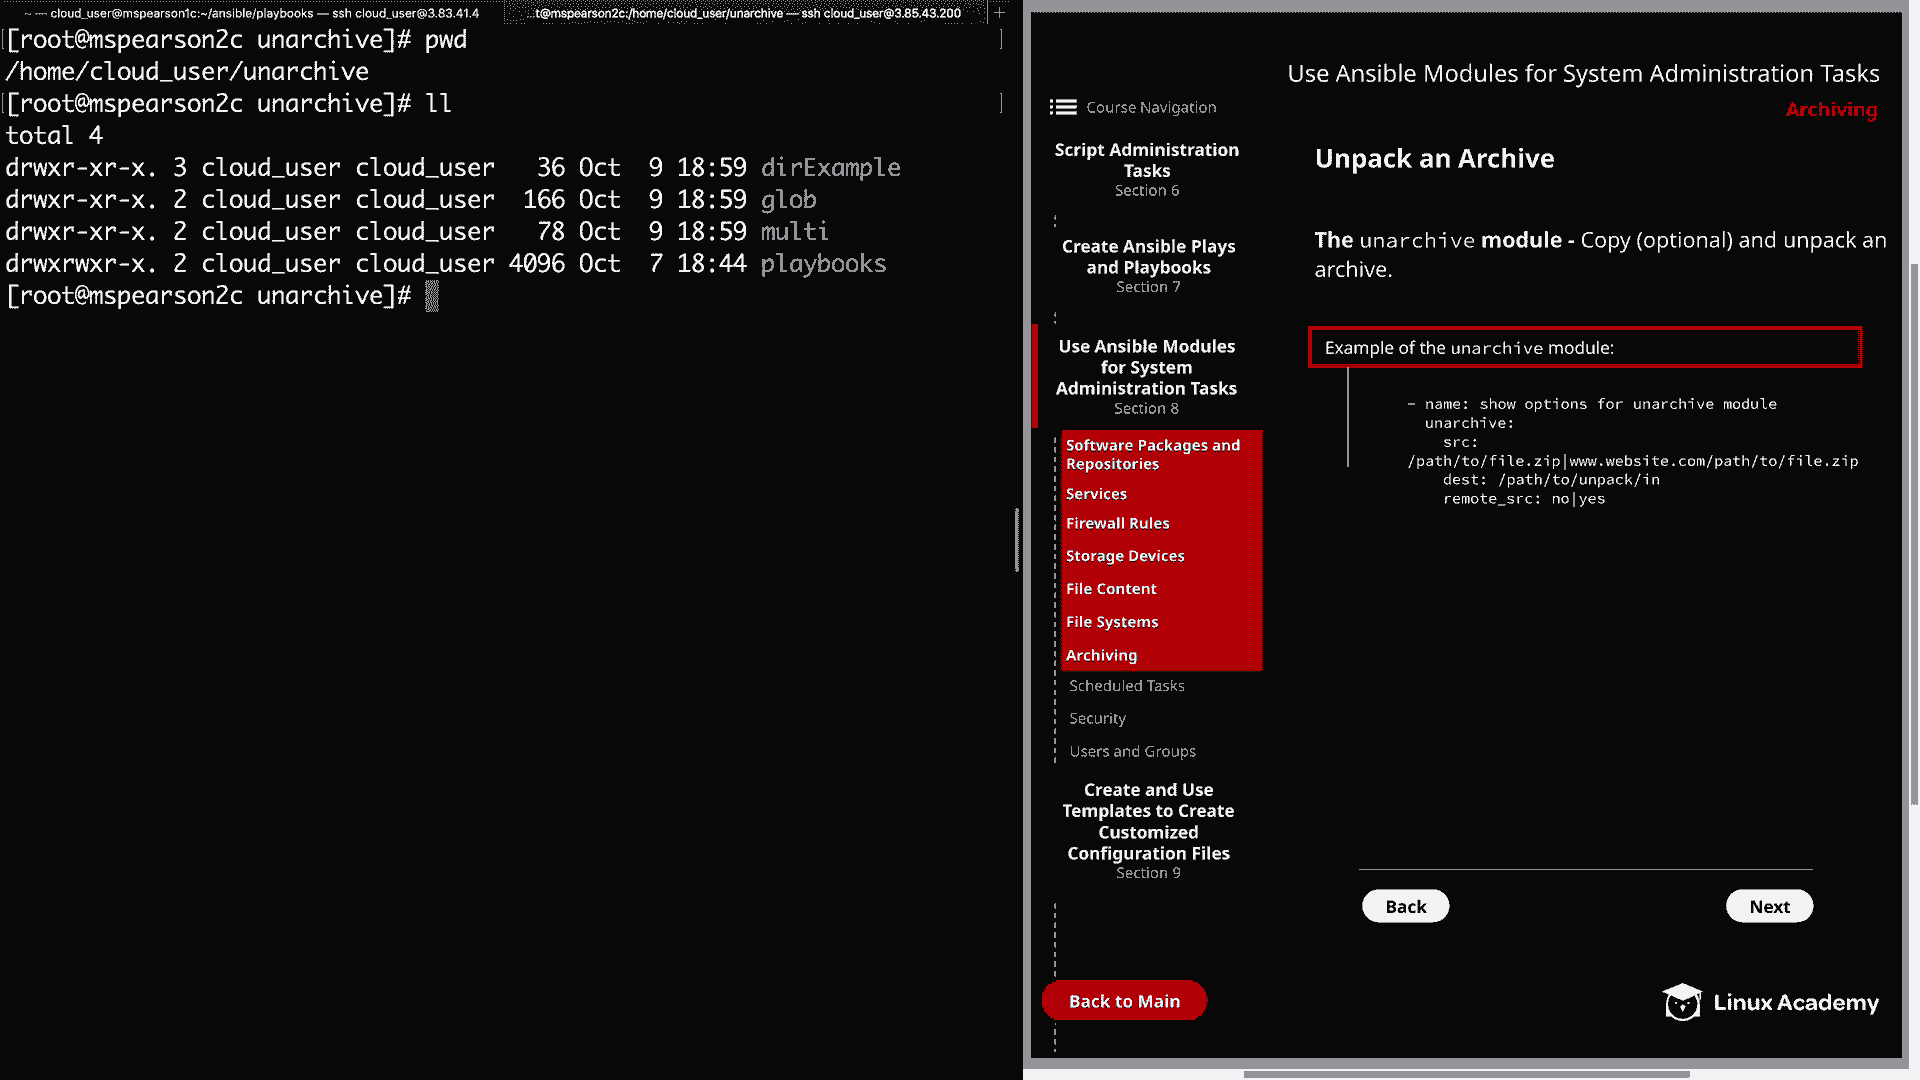 ~ — cloud_user@mspearson1c:~/ansible/playbooks — ssh cloud_user@3.83.41.4
...t@mspearson2c:/home/cloud_user/unarchive — ssh cloud_user@3.85.43.200
+
[root@mspearson2c unarchive]# pwd
/home/cloud_user/unarchive
[root@mspearson2c unarchive]# ll
total 4
drwxr-xr-x. 3 cloud_user cloud_user   36 Oct  9 18:59 dirExample
drwxr-xr-x. 2 cloud_user cloud_user  166 Oct  9 18:59 glob
drwxr-xr-x. 2 cloud_user cloud_user   78 Oct  9 18:59 multi
drwxrwxr-x. 2 cloud_user cloud_user 4096 Oct  7 18:44 playbooks
[root@mspearson2c unarchive]#
Use Ansible Modules for System Administration Tasks
Archiving
Course Navigation
Script Administration
Tasks
Section 6
Create Ansible Plays
and Playbooks
Section 7
Use Ansible Modules
for System
Administration Tasks
Section 8
Software Packages and
Repositories
Services
Firewall Rules
Storage Devices
File Content
File Systems
Archiving
Scheduled Tasks
Security
Users and Groups
Create and Use
Templates to Create
Customized
Configuration Files
Section 9
Back to Main
Unpack an Archive
The unarchive module - Copy (optional) and unpack an
archive.
Example of the unarchive module:
- name: show options for unarchive module
unarchive:
src:
/path/to/file.zip|www.website.com/path/to/file.zip
dest: /path/to/unpack/in
remote_src: no|yes
Back
Next
Linux Academy